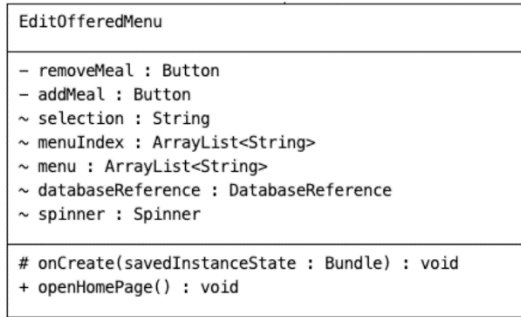 EditOfferedMenu
– removeMeal : Button
– addMeal : Button
~ selection : String
~ menuIndex : ArrayList<String>
~ menu : ArrayList<String>
~ databaseReference : DatabaseReference
~ spinner : Spinner
# onCreate(savedInstanceState : Bundle) : void
+ openHomePage() : void